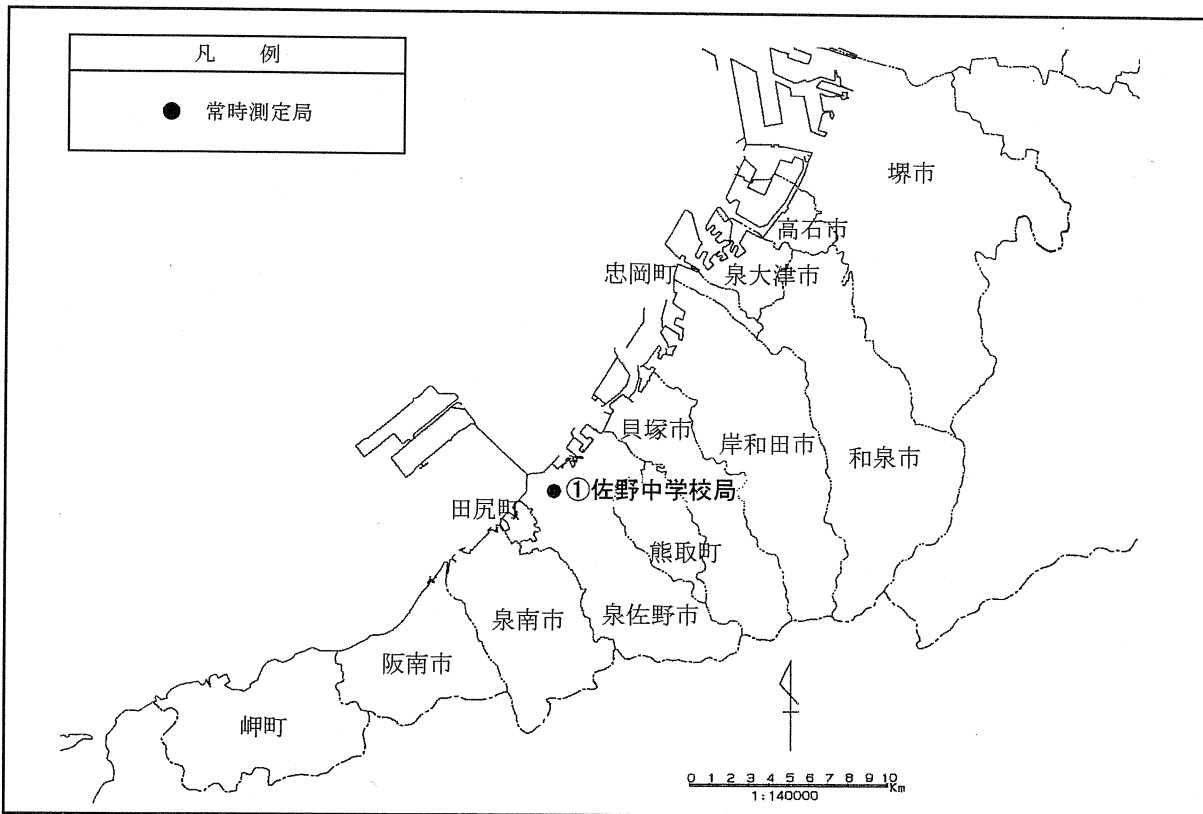 凡 例
● 常時測定局
堺市
高石市
忠岡町
泉大津市
貝塚市
岸和田市
和泉市
①佐野中学校局
田尻町
熊取町
泉南市
泉佐野市
阪南市
岬町
0 1 2 3 4 5 6 7 8 9 10
Km
1:140000